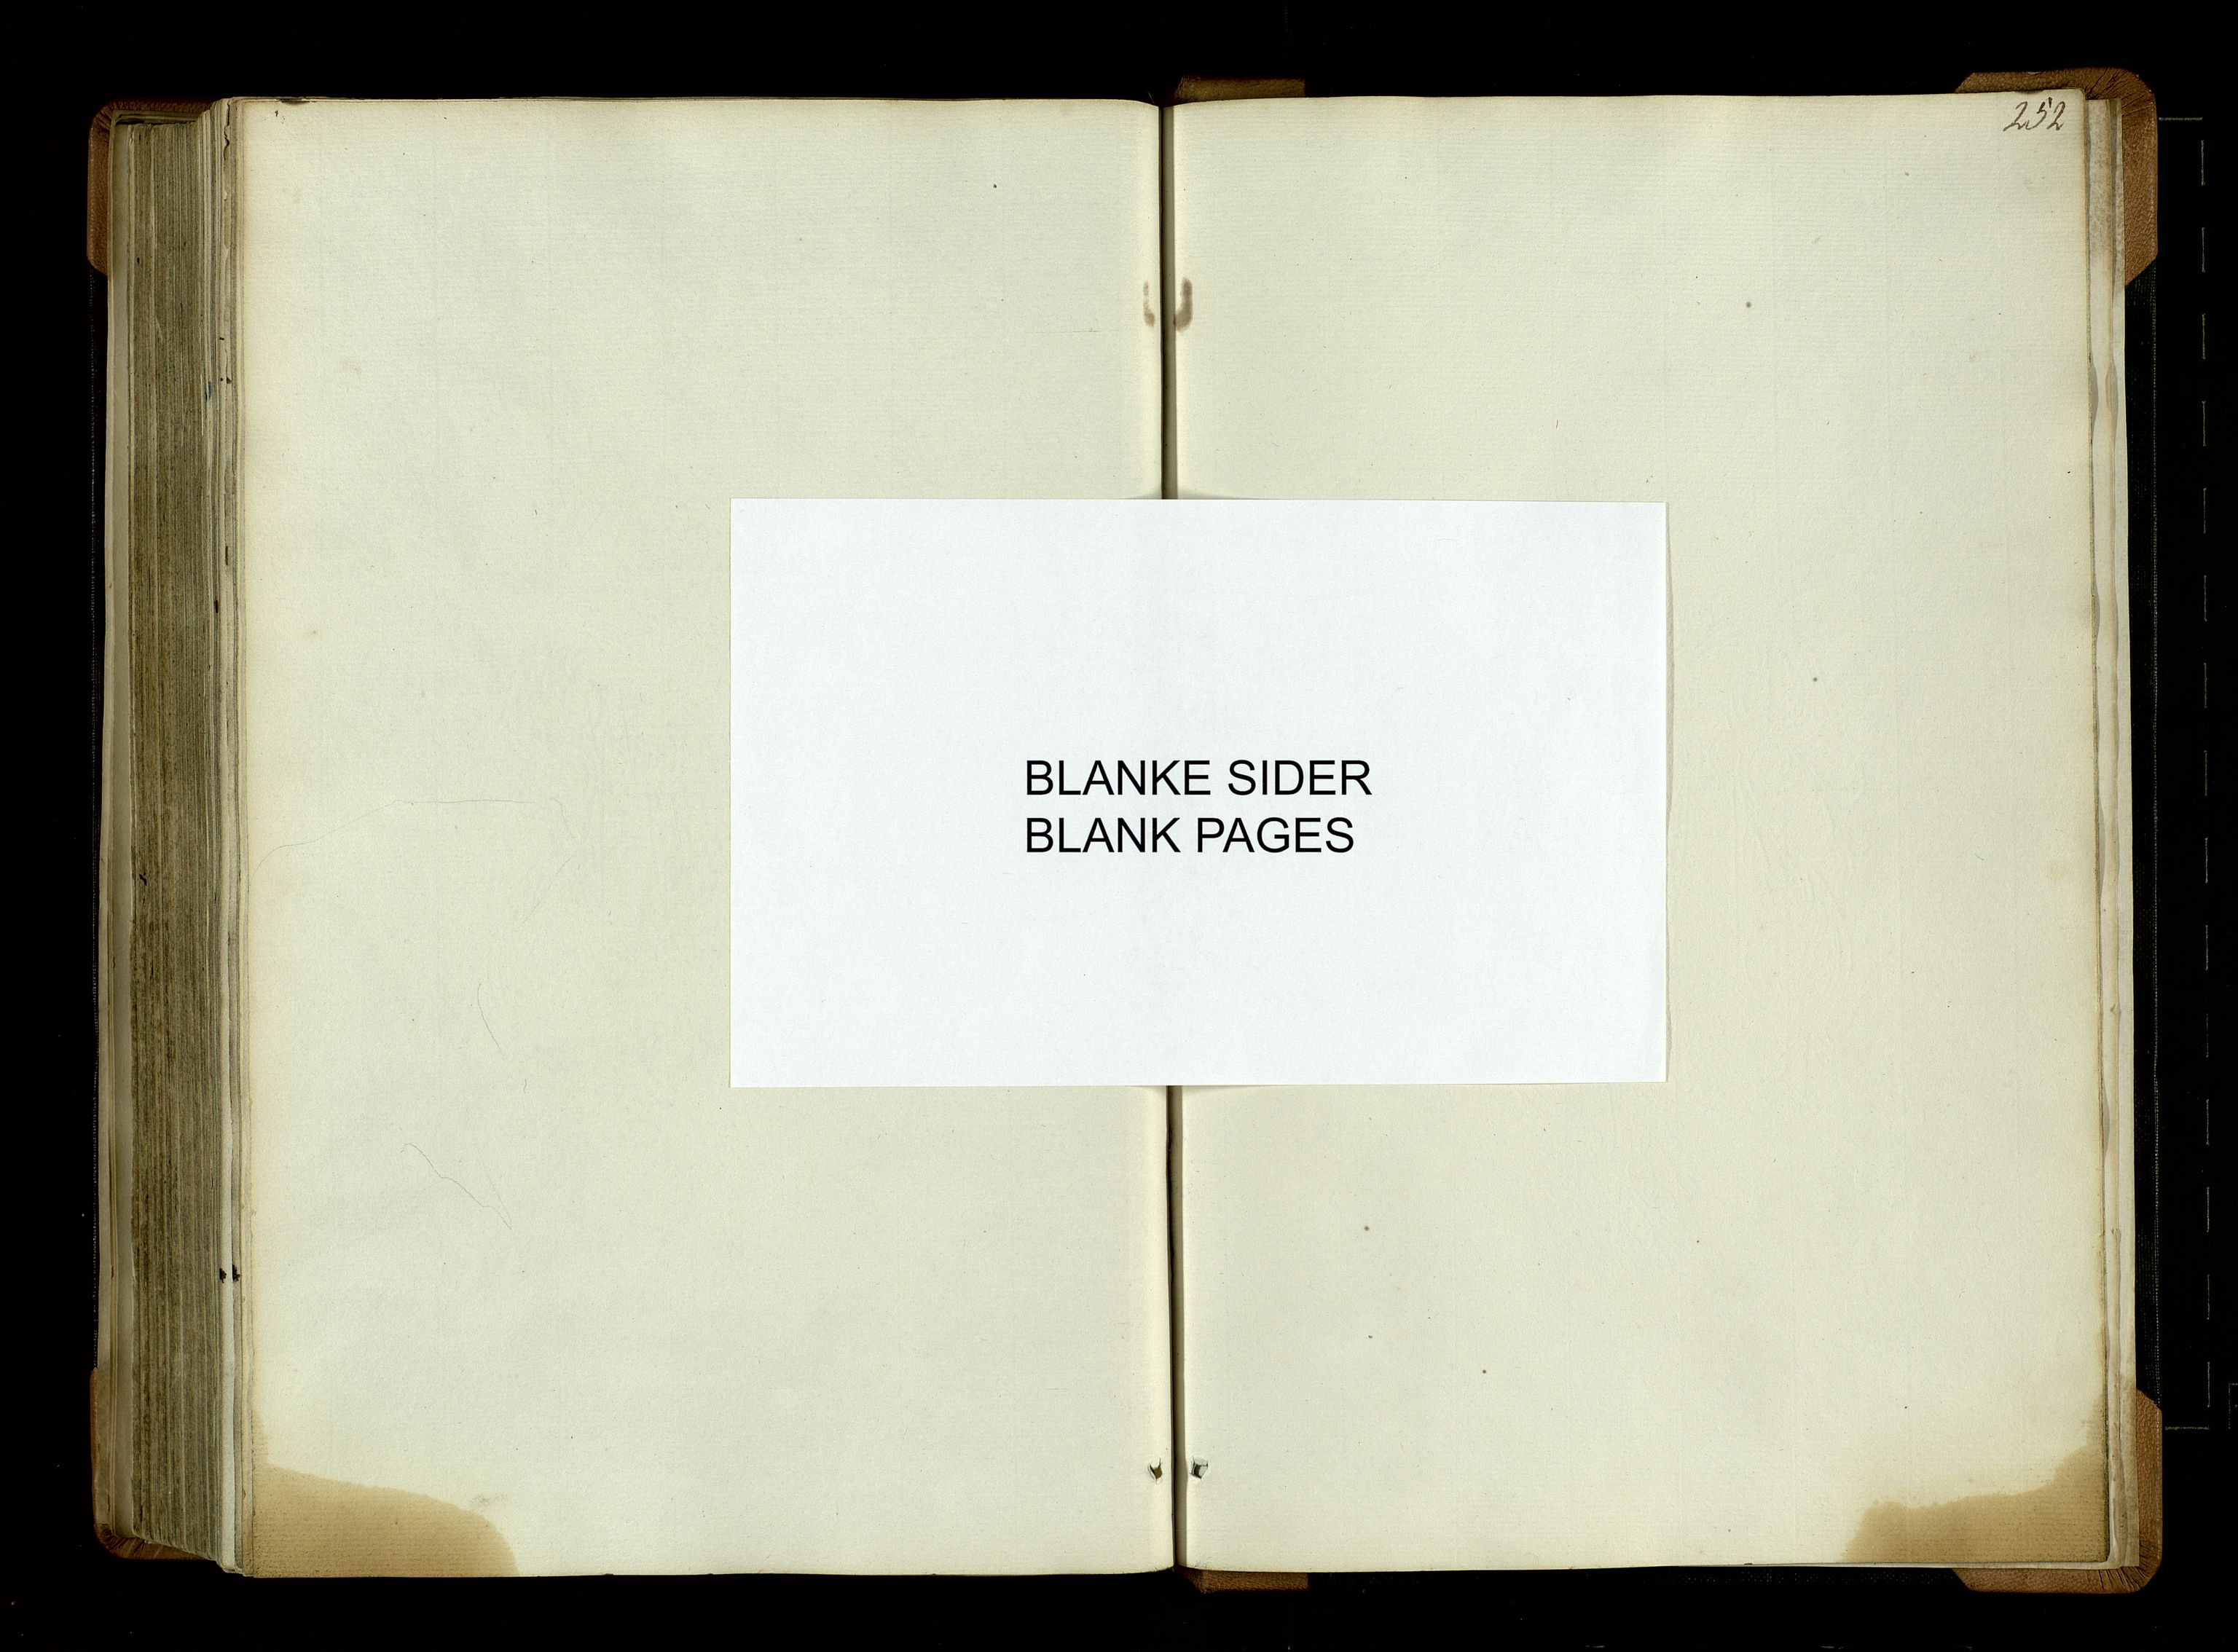 252
BLANKE SIDER
BLANK PAGES